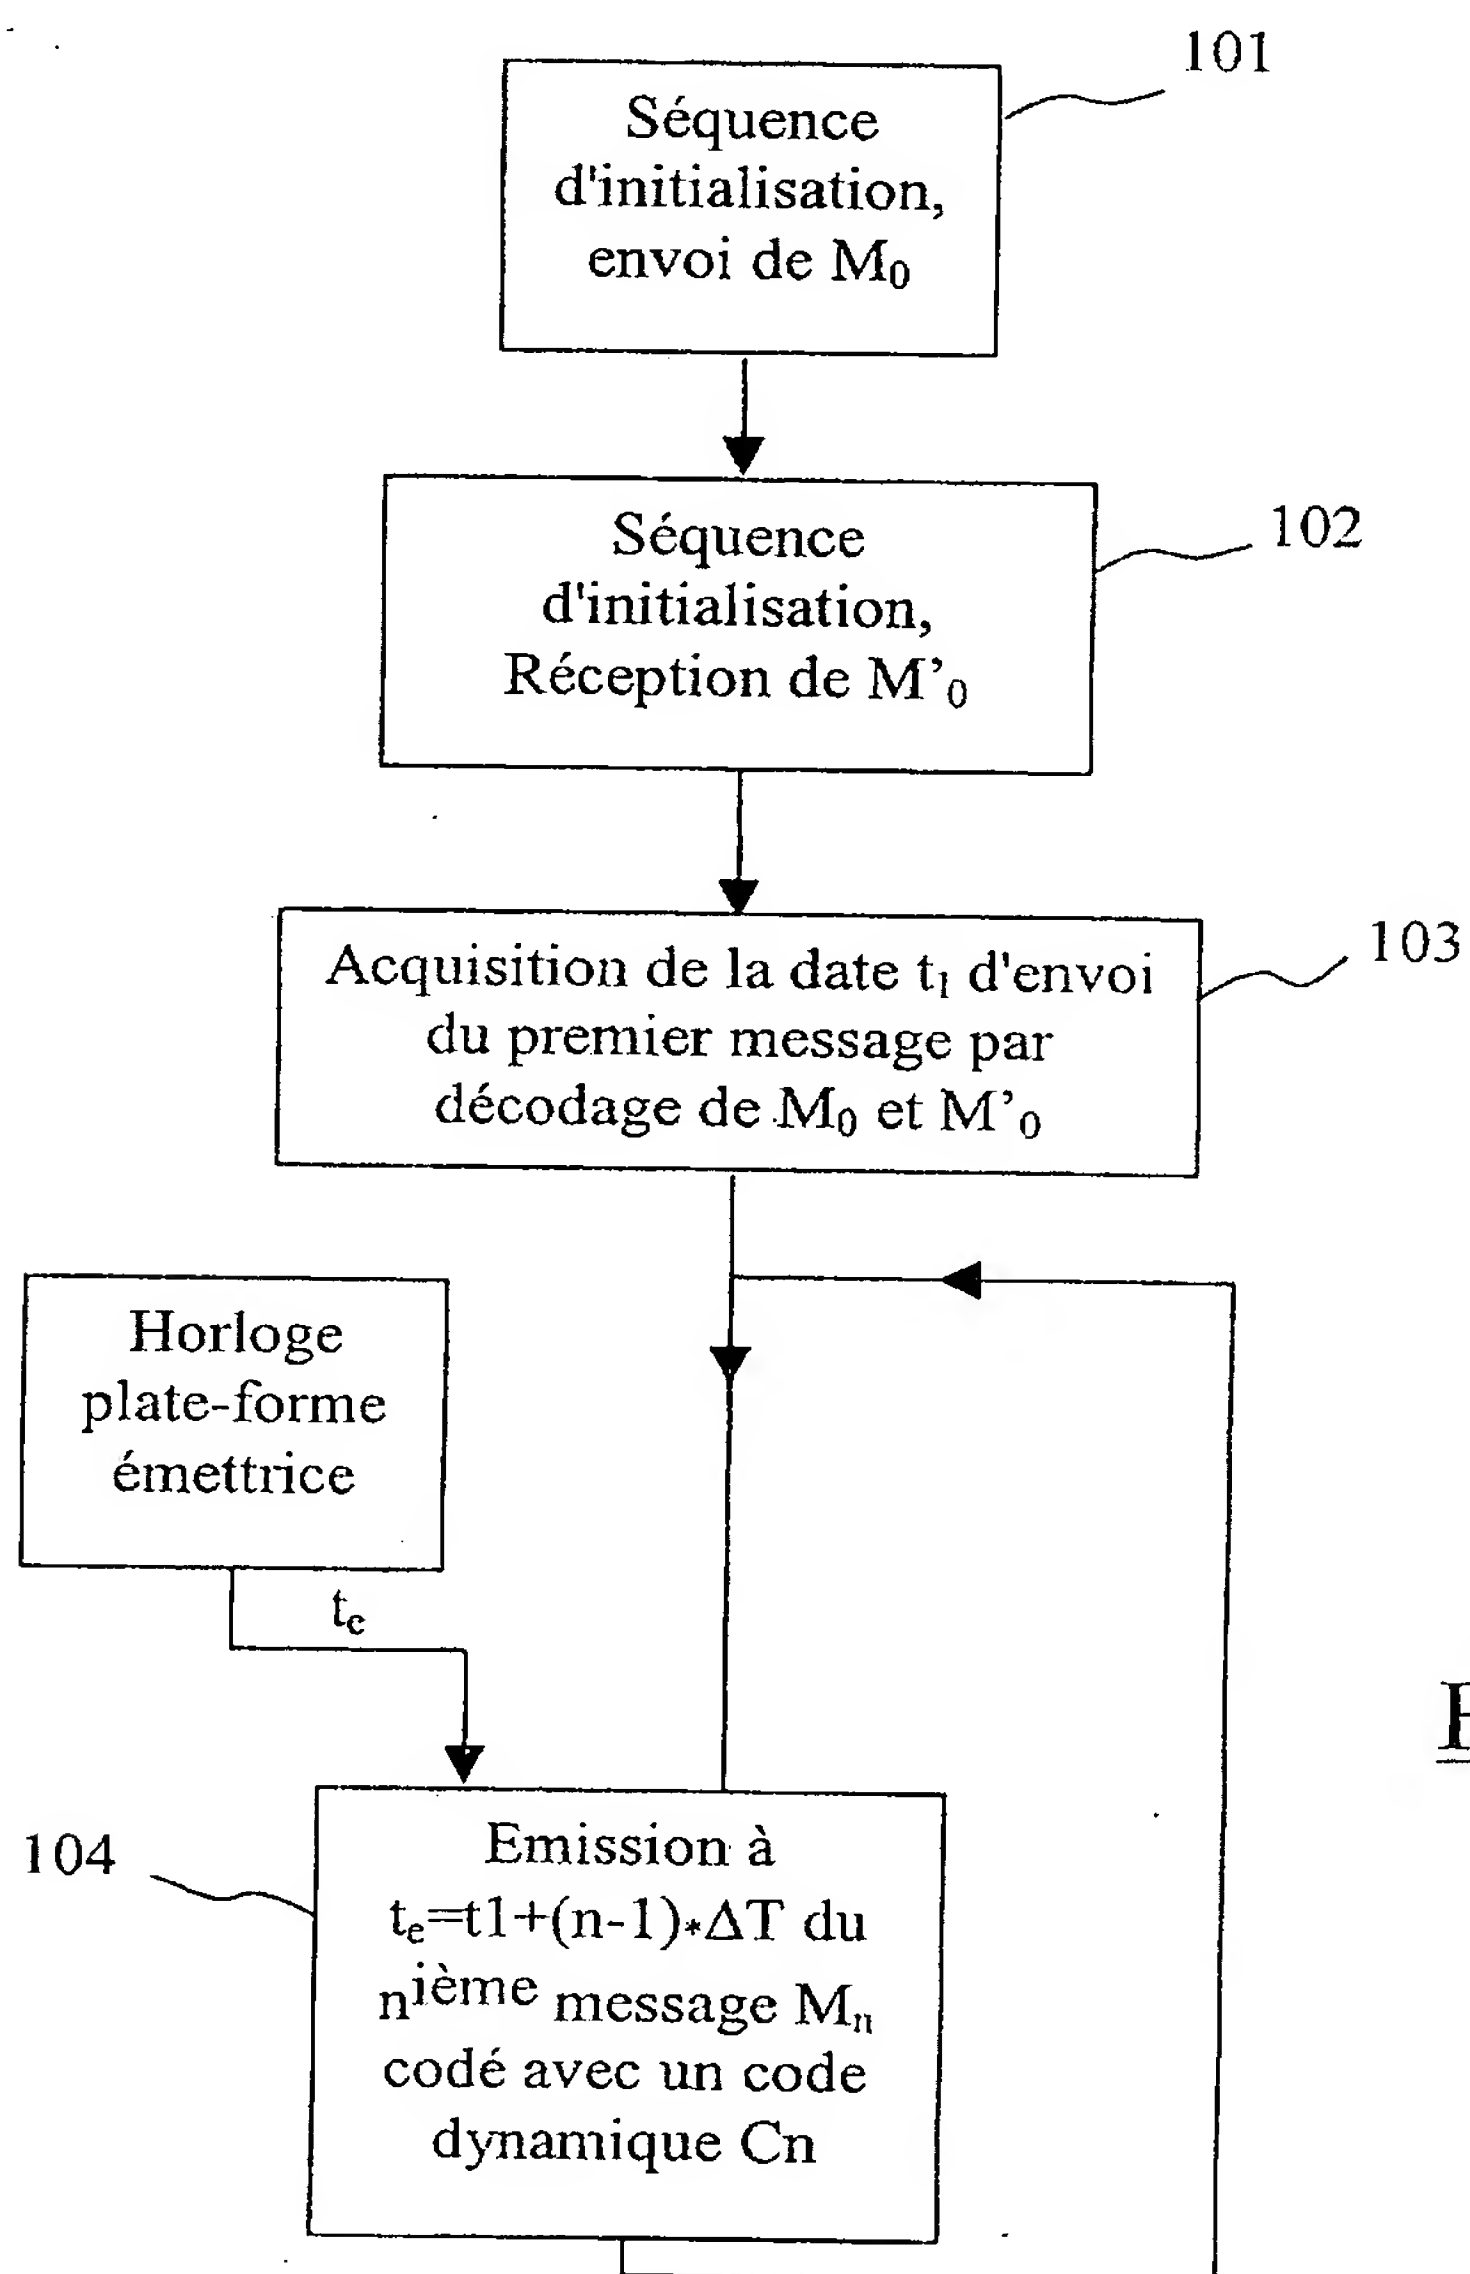 101
Séquence
d'initialisation,
envoi de M₀
102
Séquence
d'initialisation,
Réception de M’₀
103
Acquisition de la date t₁ d'envoi
du premier message par
décodage de M₀ et M’₀
Horloge
plate-forme
émettrice
tₑ
104
Emission à
tₑ=t1+(n-1)*ΔT du
nⁱᵉ̀ᵐᵉ message Mₙ
codé avec un code
dynamique Cn